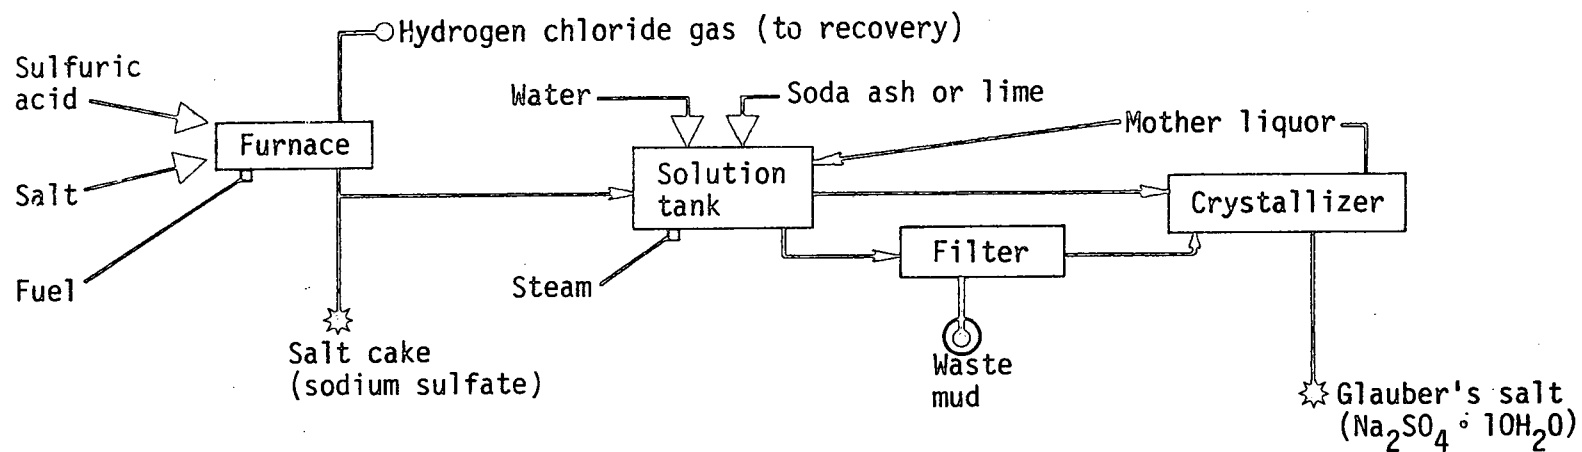 Hydrogen chloride gas (to recovery)
Sulfuric
acid
Water
Soda ash or lime
Mother liquor
Furnace
Salt
Solution
tank
Crystallizer
Filter
Fuel
Steam
Salt cake
(sodium sulfate)
Waste
mud
Glauber's salt
(Na₂SO₄ ∘ 10H₂O)